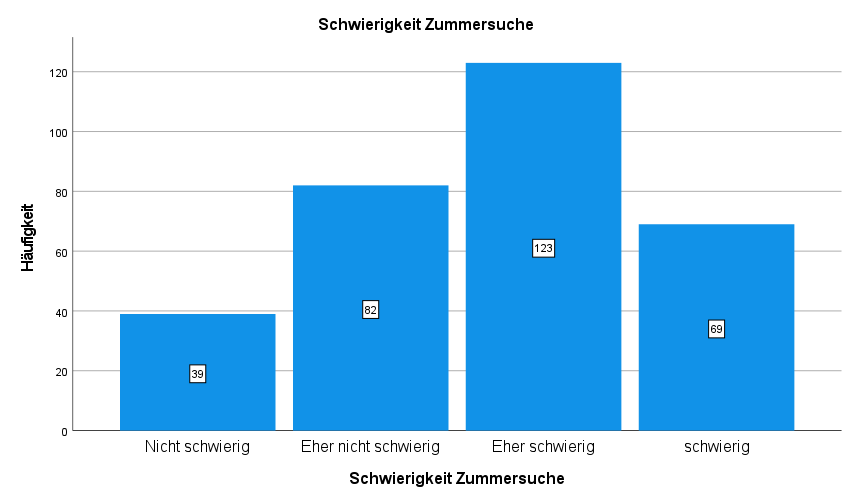 Schwierigkeit Zummersuche
Häufigkeit
120
100
80
60
40
20
0
39
82
123
69
Nicht schwierig
Eher nicht schwierig
Eher schwierig
schwierig
Schwierigkeit Zummersuche